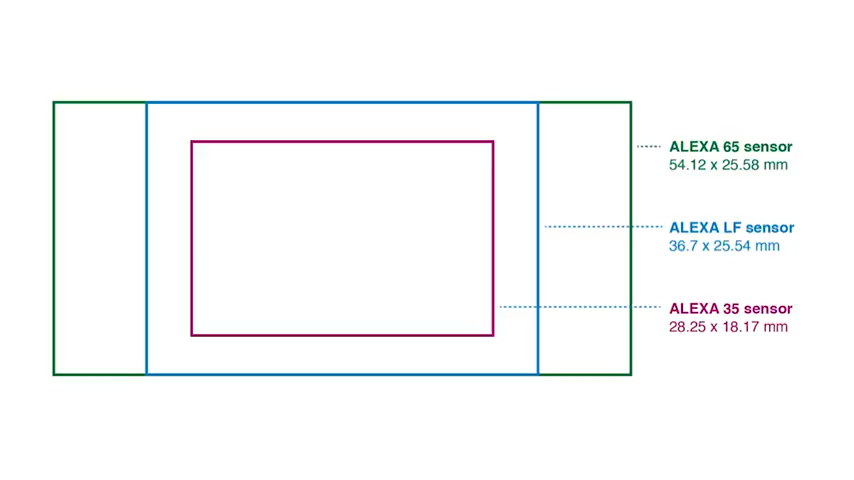 ALEXA 65 sensor
54.12 x 25.58 mm
ALEXA LF sensor
36.7 x 25.54 mm
ALEXA 35 sensor
28.25 x 18.17 mm